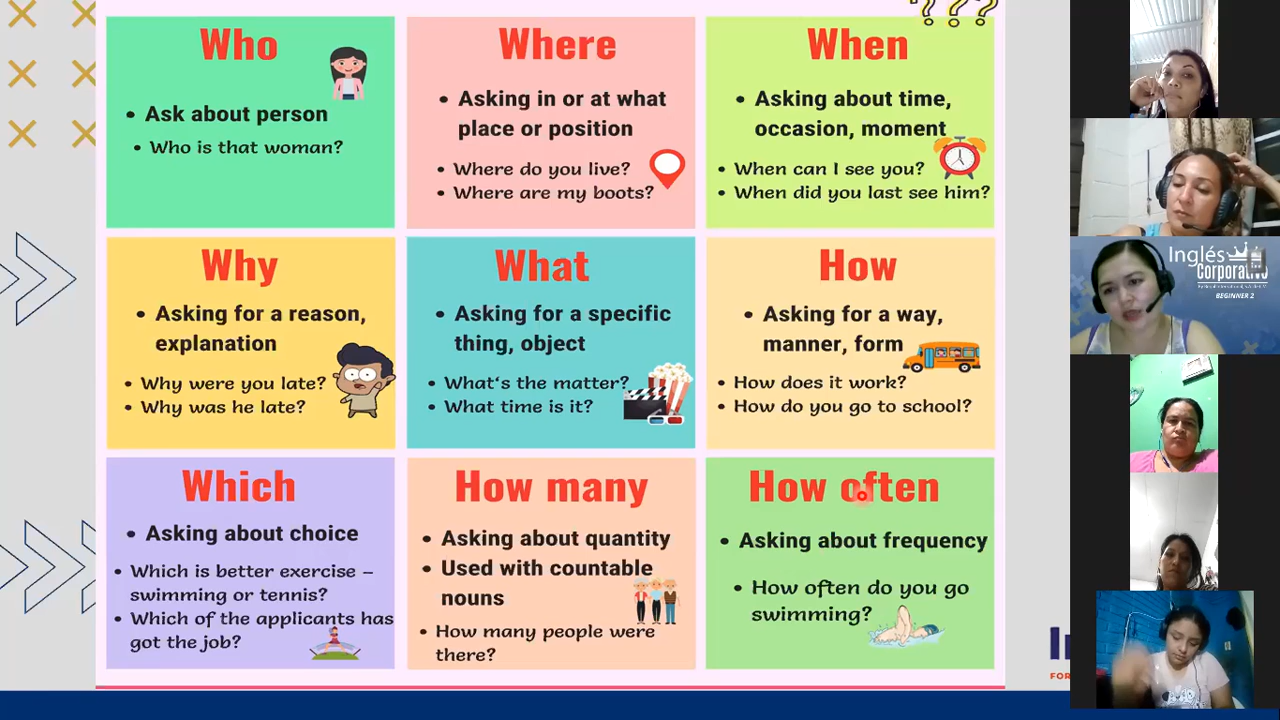 ???
Who
• Ask about person
• Who is that woman?
Where
• Asking in or at what
place or position
• Where do you live?
• Where are my boots?
When
• Asking about time,
occasion, moment
• When can I see you?
• When did you last see him?
Why
• Asking for a reason,
explanation
• Why were you late?
• Why was he late?
What
• Asking for a specific
thing, object
• What's the matter?
• What time is it?
How
• Asking for a way,
manner, form
• How does it work?
• How do you go to school?
Which
• Asking about choice
• Which is better exercise –
swimming or tennis?
• Which of the applicants has
got the job?
How many
• Asking about quantity
• Used with countable
nouns
• How many people were
there?
How often
• Asking about frequency
• How often do you go
swimming?
Inglés
Corporativo
BEGINNER 2
FOR